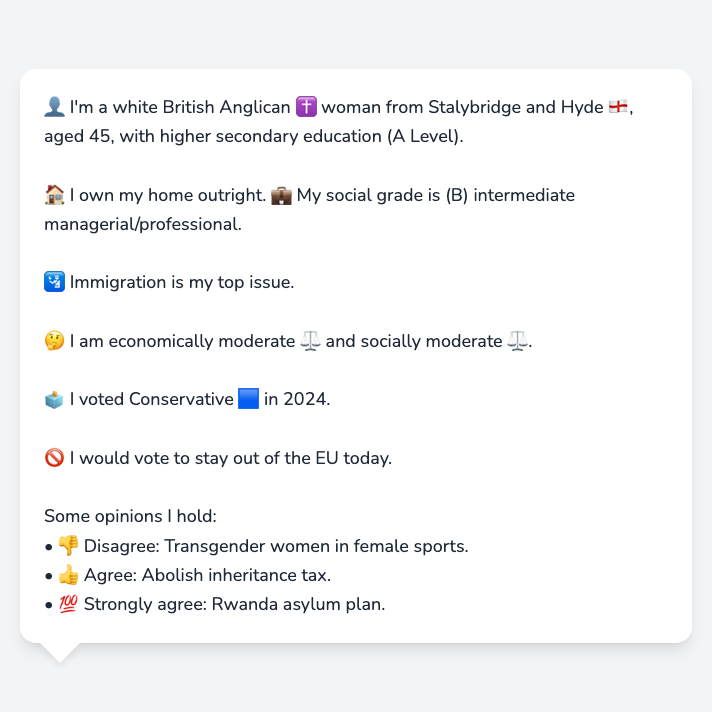 👤 I'm a white British Anglican ✝️ woman from Stalybridge and Hyde 🏴󠁧󠁢󠁥󠁮󠁧󠁿,
aged 45, with higher secondary education (A Level).
🏠 I own my home outright. 💼 My social grade is (B) intermediate
managerial/professional.
🛂 Immigration is my top issue.
🤔 I am economically moderate ⚖️ and socially moderate ⚖️.
🗳️ I voted Conservative 🟦 in 2024.
🚫 I would vote to stay out of the EU today.
Some opinions I hold:
• 👎 Disagree: Transgender women in female sports.
• 👍 Agree: Abolish inheritance tax.
• 💯 Strongly agree: Rwanda asylum plan.